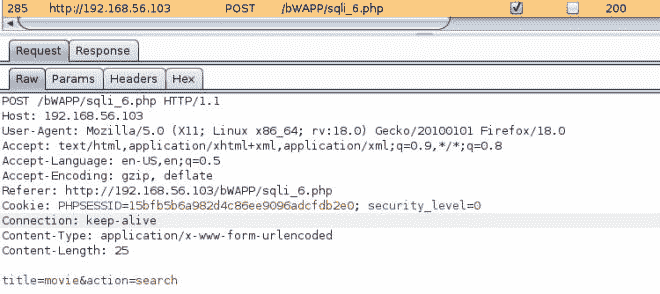 285 http://192.168.56.103 POST /bWAPP/sqli_6.php 200
Request Response
Raw Params Headers Hex
POST /bWAPP/sqli_6.php HTTP/1.1
Host: 192.168.56.103
User-Agent: Mozilla/5.0 (X11; Linux x86_64; rv:18.0) Gecko/20100101 Firefox/18.0
Accept: text/html,application/xhtml+xml,application/xml;q=0.9,*/*;q=0.8
Accept-Language: en-US,en;q=0.5
Accept-Encoding: gzip, deflate
Referer: http://192.168.56.103/bWAPP/sqli_6.php
Cookie: PHPSESSID=15bfb5b6a982d4c86ee9096adcfdb2e0; security_level=0
Connection: keep-alive
Content-Type: application/x-www-form-urlencoded
Content-Length: 25
title=movie&action=search